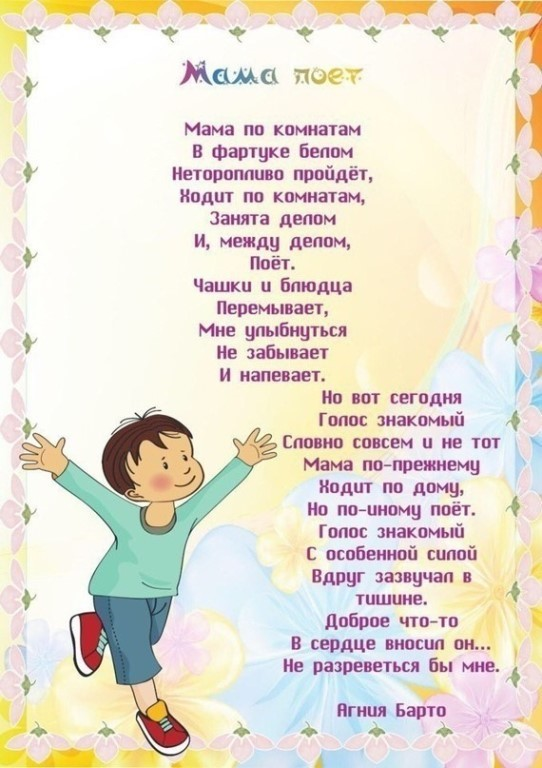 Мама поет
Мама по комнатам
В фартуке белом
Неторопливо пройдёт,
Ходит по комнатам,
Занята делом
И, между делом,
Поёт.
Чашки и блюдца
Перемывает,
Мне улыбнуться
Не забывает
И напевает.
Но вот сегодня
Голос знакомый
Словно совсем и не тот
Мама по-прежнему
Ходит по дому,
Но по-иному поёт.
Голос знакомый
С особенной силой
Вдруг зазвучал в
тишине.
Доброе что-то
В сердце вносил он...
Не разреветься бы мне.
Агния Барто